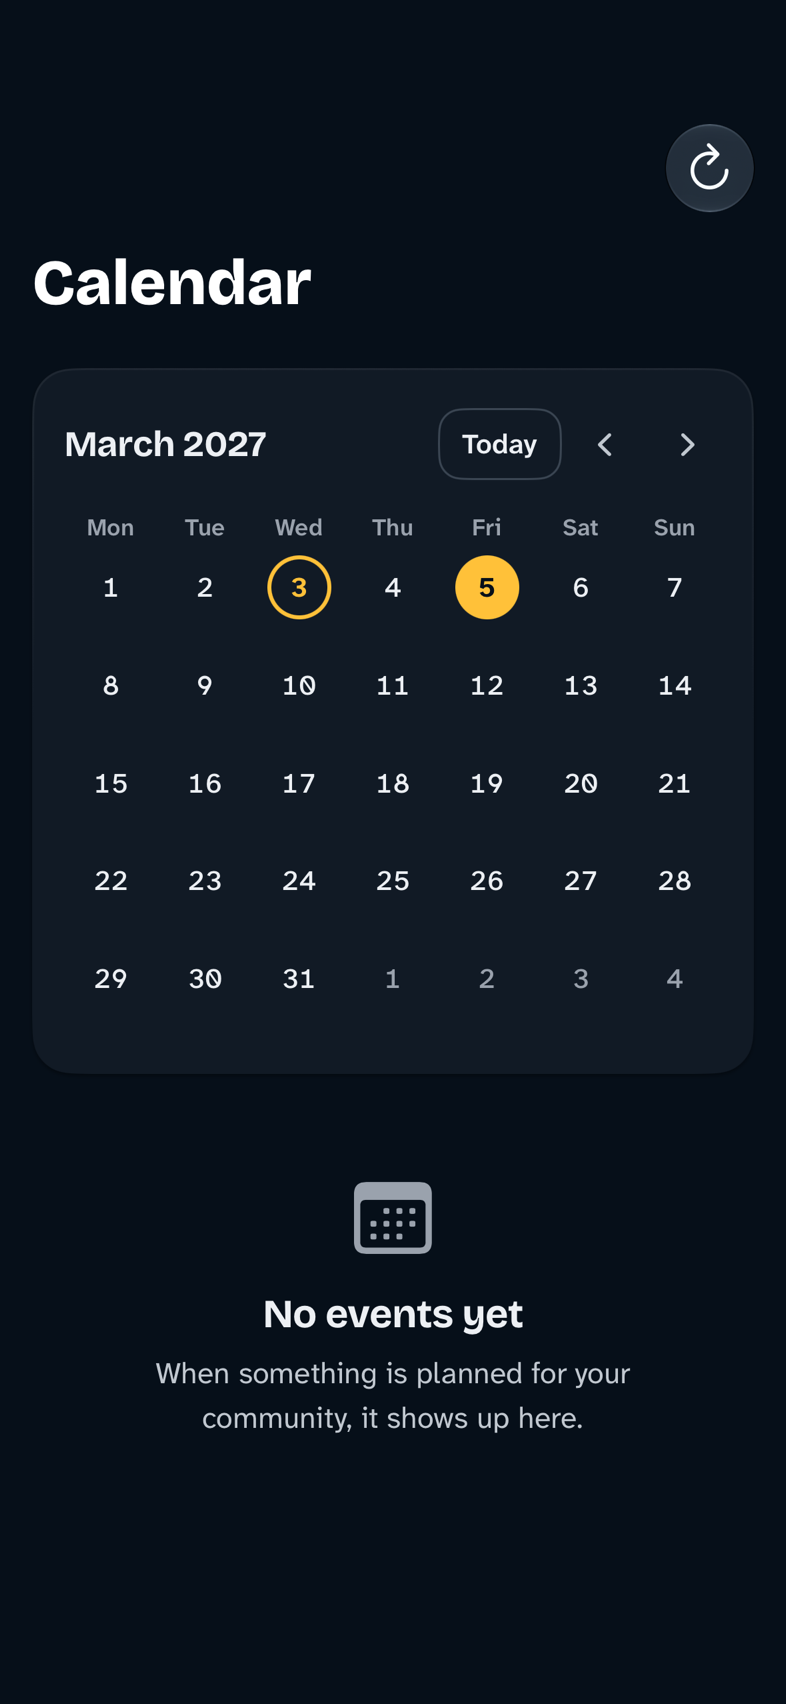 Calendar
March 2027 Today
Mon Tue Wed Thu Fri Sat Sun
1 2 3 4 5 6 7
8 9 10 11 12 13 14
15 16 17 18 19 20 21
22 23 24 25 26 27 28
29 30 31 1 2 3 4
No events yet
When something is planned for your
community, it shows up here.